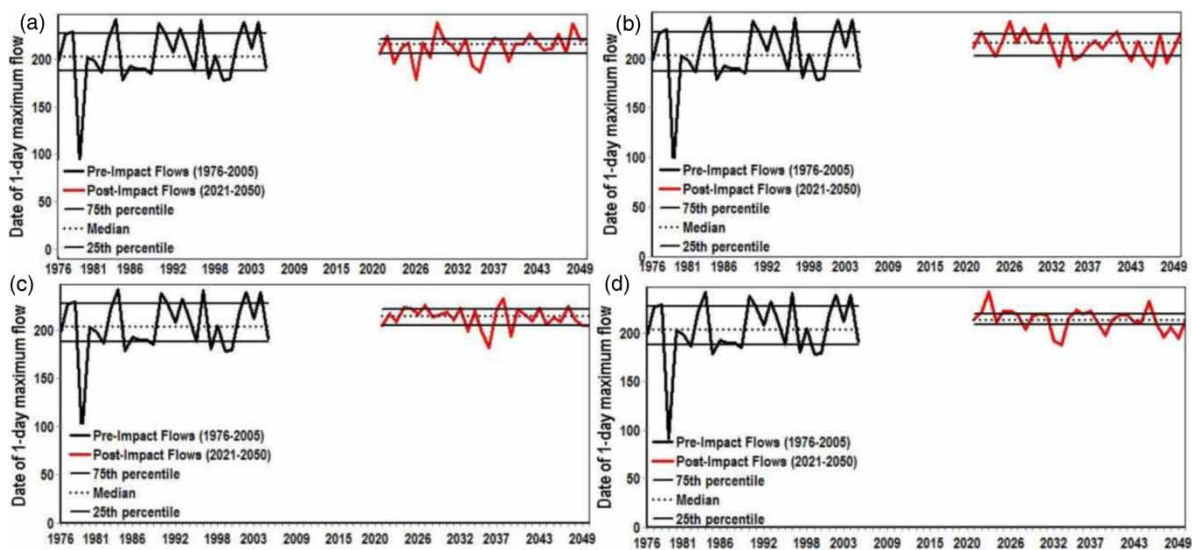 (a)
Date of 1-day maximum flow
200
150
100
50
0
Pre-Impact Flows (1976-2005)
Post-Impact Flows (2021-2050)
75th percentile
Median
25th percentile
1976 1981 1986 1992 1998 2003 2009 2015 2020 2026 2032 2037 2043 2049
(b)
Date of 1-day maximum flow
200
150
100
50
0
Pre-Impact Flows (1976-2005)
Post-Impact Flows (2021-2050)
75th percentile
Median
25th percentile
1976 1981 1986 1992 1998 2003 2009 2015 2020 2026 2032 2037 2043 2049
(c)
Date of 1-day maximum flow
200
150
100
50
0
Pre-Impact Flows (1976-2005)
Post-Impact Flows (2021-2050)
75th percentile
Median
25th percentile
1976 1981 1986 1992 1998 2003 2009 2015 2020 2026 2032 2037 2043 2049
(d)
Date of 1-day maximum flow
200
150
100
50
0
Pre-Impact Flows (1976-2005)
Post-Impact Flows (2021-2050)
75th percentile
Median
25th percentile
1976 1981 1986 1992 1998 2003 2009 2015 2020 2026 2032 2037 2043 2049